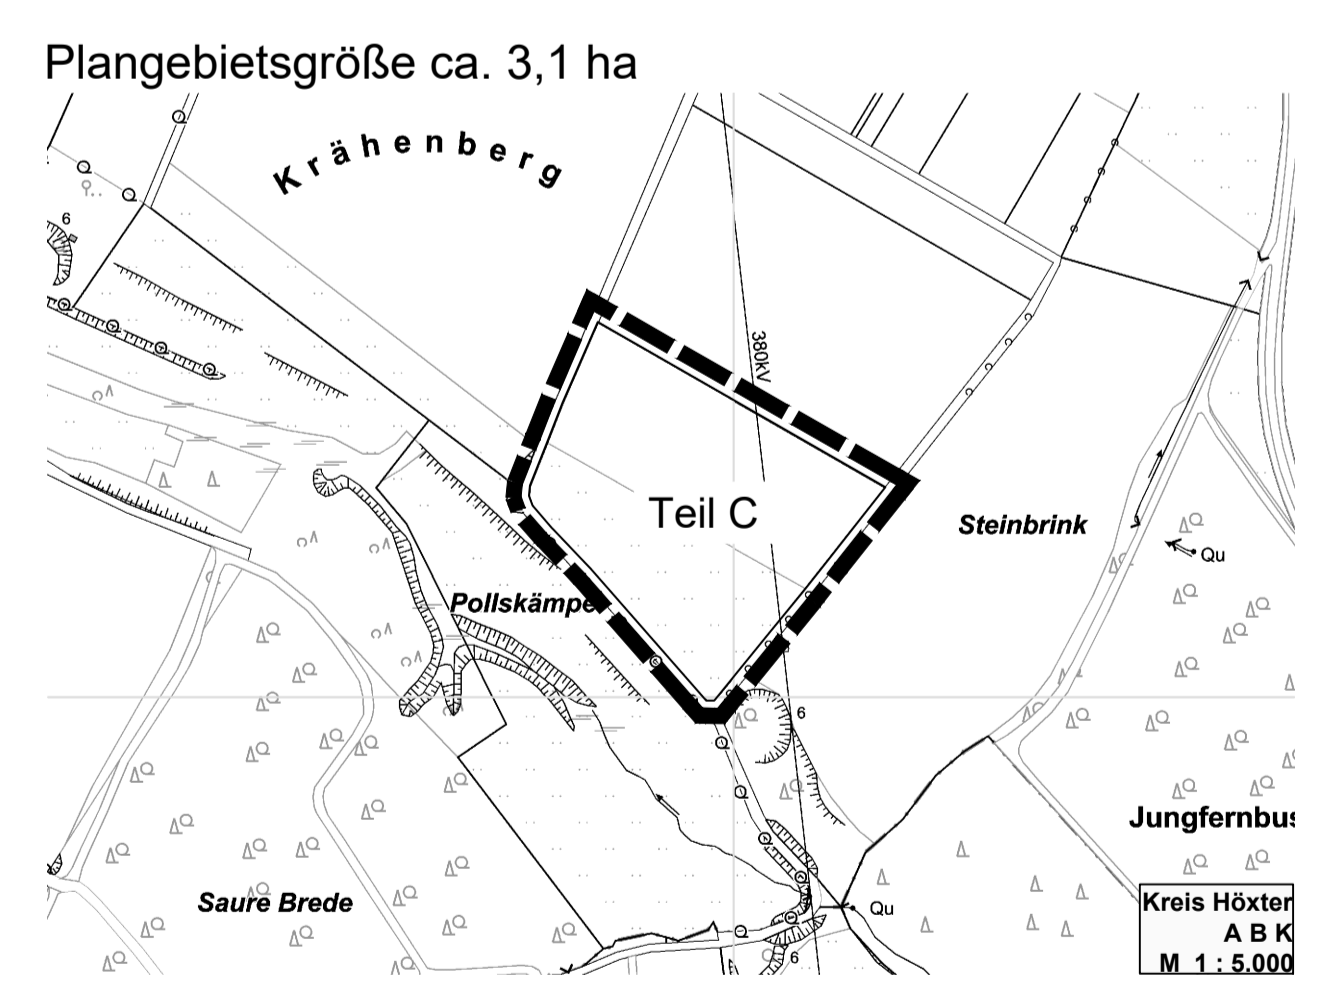 Plangebietsgröße ca. 3,1 ha
Krähenberg
6
380kV
Teil C
Steinbrink
Qu
Pollskämpe
6
Jungfernbus
Saure Brede
Qu
6
Kreis Höxter
A B K
M 1 : 5.000